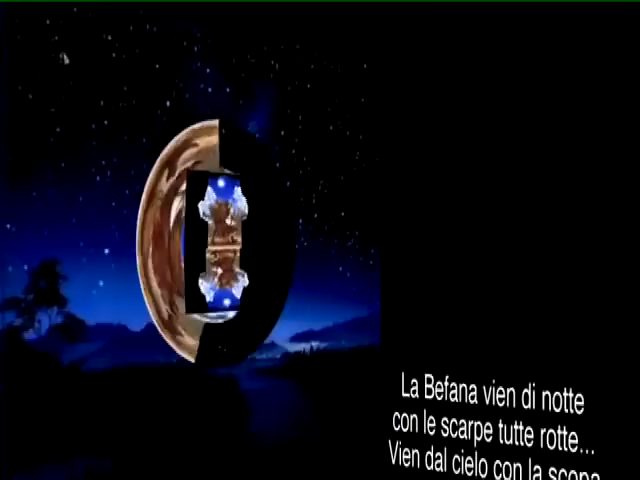 La Befana vien di notte
con le scarpe tutte rotte...
Vien dal cielo con la scopa